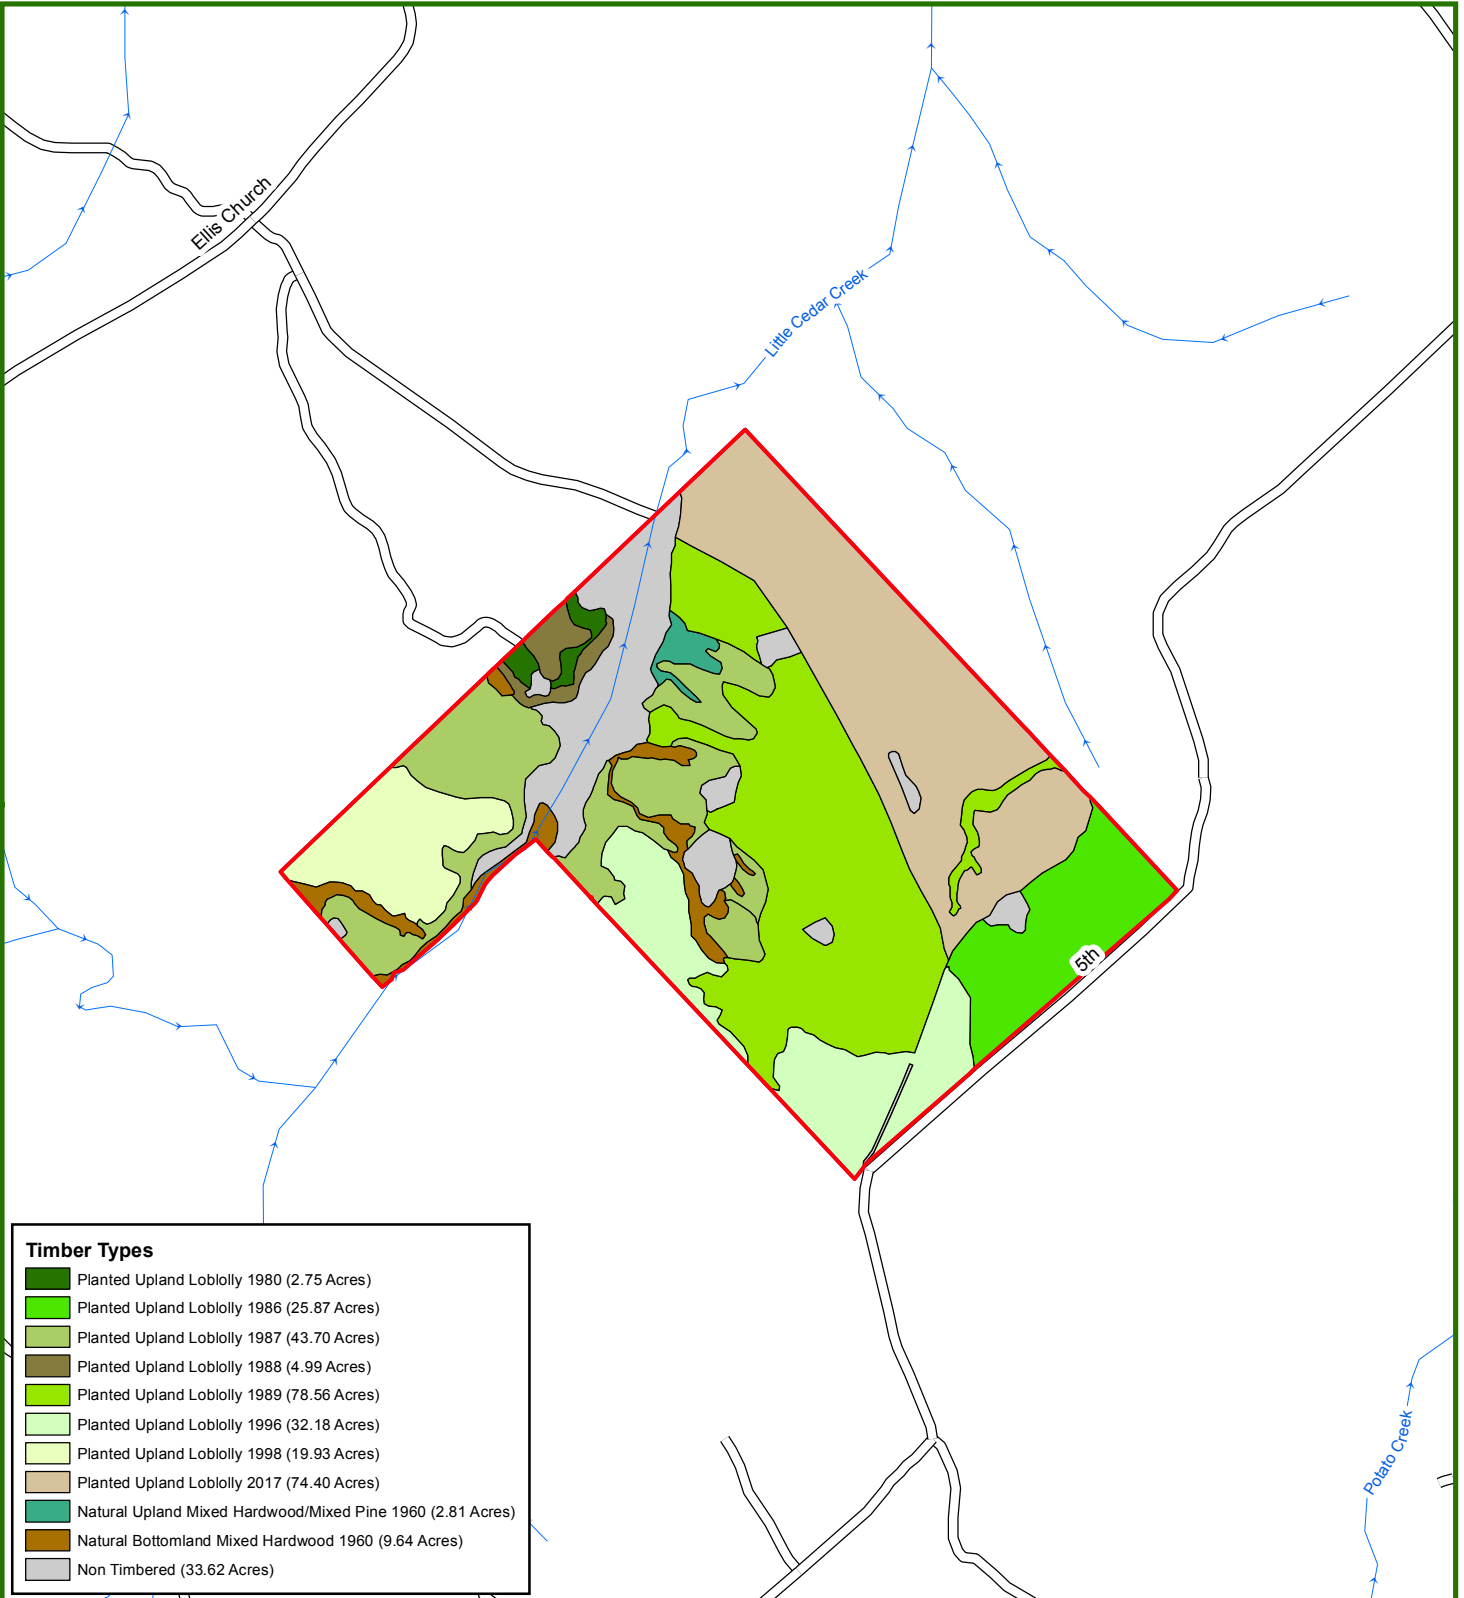 Ellis Church
Little Cedar Creek
5th
Potato Creek
Timber Types
Planted Upland Loblolly 1980 (2.75 Acres)
Planted Upland Loblolly 1986 (25.87 Acres)
Planted Upland Loblolly 1987 (43.70 Acres)
Planted Upland Loblolly 1988 (4.99 Acres)
Planted Upland Loblolly 1989 (78.56 Acres)
Planted Upland Loblolly 1996 (32.18 Acres)
Planted Upland Loblolly 1998 (19.93 Acres)
Planted Upland Loblolly 2017 (74.40 Acres)
Natural Upland Mixed Hardwood/Mixed Pine 1960 (2.81 Acres)
Natural Bottomland Mixed Hardwood 1960 (9.64 Acres)
Non Timbered (33.62 Acres)